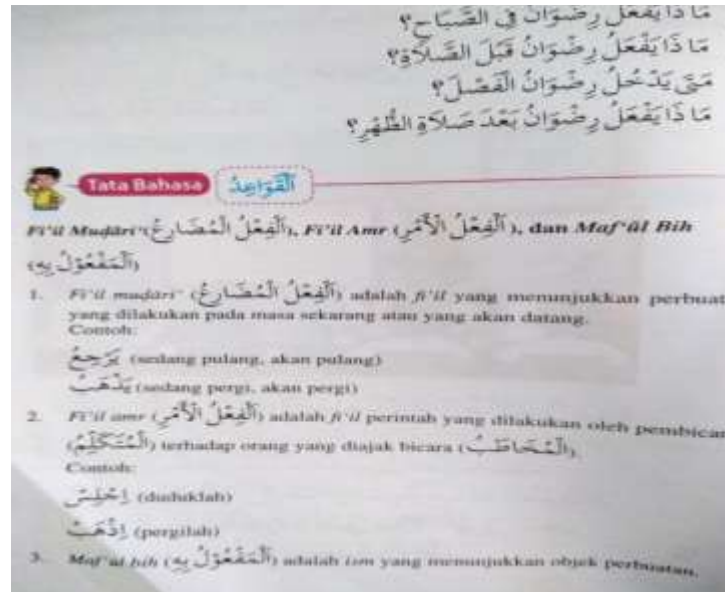 مَا ذَا يَفْعَلُ رِضْوَانُ فِي الصَّبَاحِ؟
مَا ذَا يَفْعَلُ رِضْوَانُ قَبْلَ الصَّلَاةِ؟
مَتَى يَدْخُلُ رِضْوَانُ الْفَصْلَ؟
مَا ذَا يَفْعَلُ رِضْوَانُ بَعْدَ صَلَاةِ الظُّهْرِ؟
Tata Bahasa اَلْقَوَاعِدُ
Fi'il Muḍāri' (اَلْفِعْلُ الْمُضَارِعُ), Fi'il Amr (اَلْفِعْلُ الْأَمْرِ), dan Maf'ūl Bih
(اَلْمَفْعُوْلُ بِهِ)
1. Fi'il muḍāri' (اَلْفِعْلُ الْمُضَارِعُ) adalah fi'il yang menunjukkan perbuat
yang dilakukan pada masa sekarang atau yang akan datang.
Contoh:
يَرْجِعُ (sedang pulang, akan pulang)
يَذْهَبُ (sedang pergi, akan pergi)
2. Fi'il amr (اَلْفِعْلُ الْأَمْرِ) adalah fi'il perintah yang dilakukan oleh pembicar
(اَلْمُتَكَلِّمُ) terhadap orang yang diajak bicara (اَلْمُخَاطَبُ).
Contoh:
اِجْلِسْ (duduklah)
اِذْهَبْ (pergilah)
3. Maf'ūl bih (اَلْمَفْعُوْلُ بِهِ) adalah ism yang menunjukkan objek perbuatan.